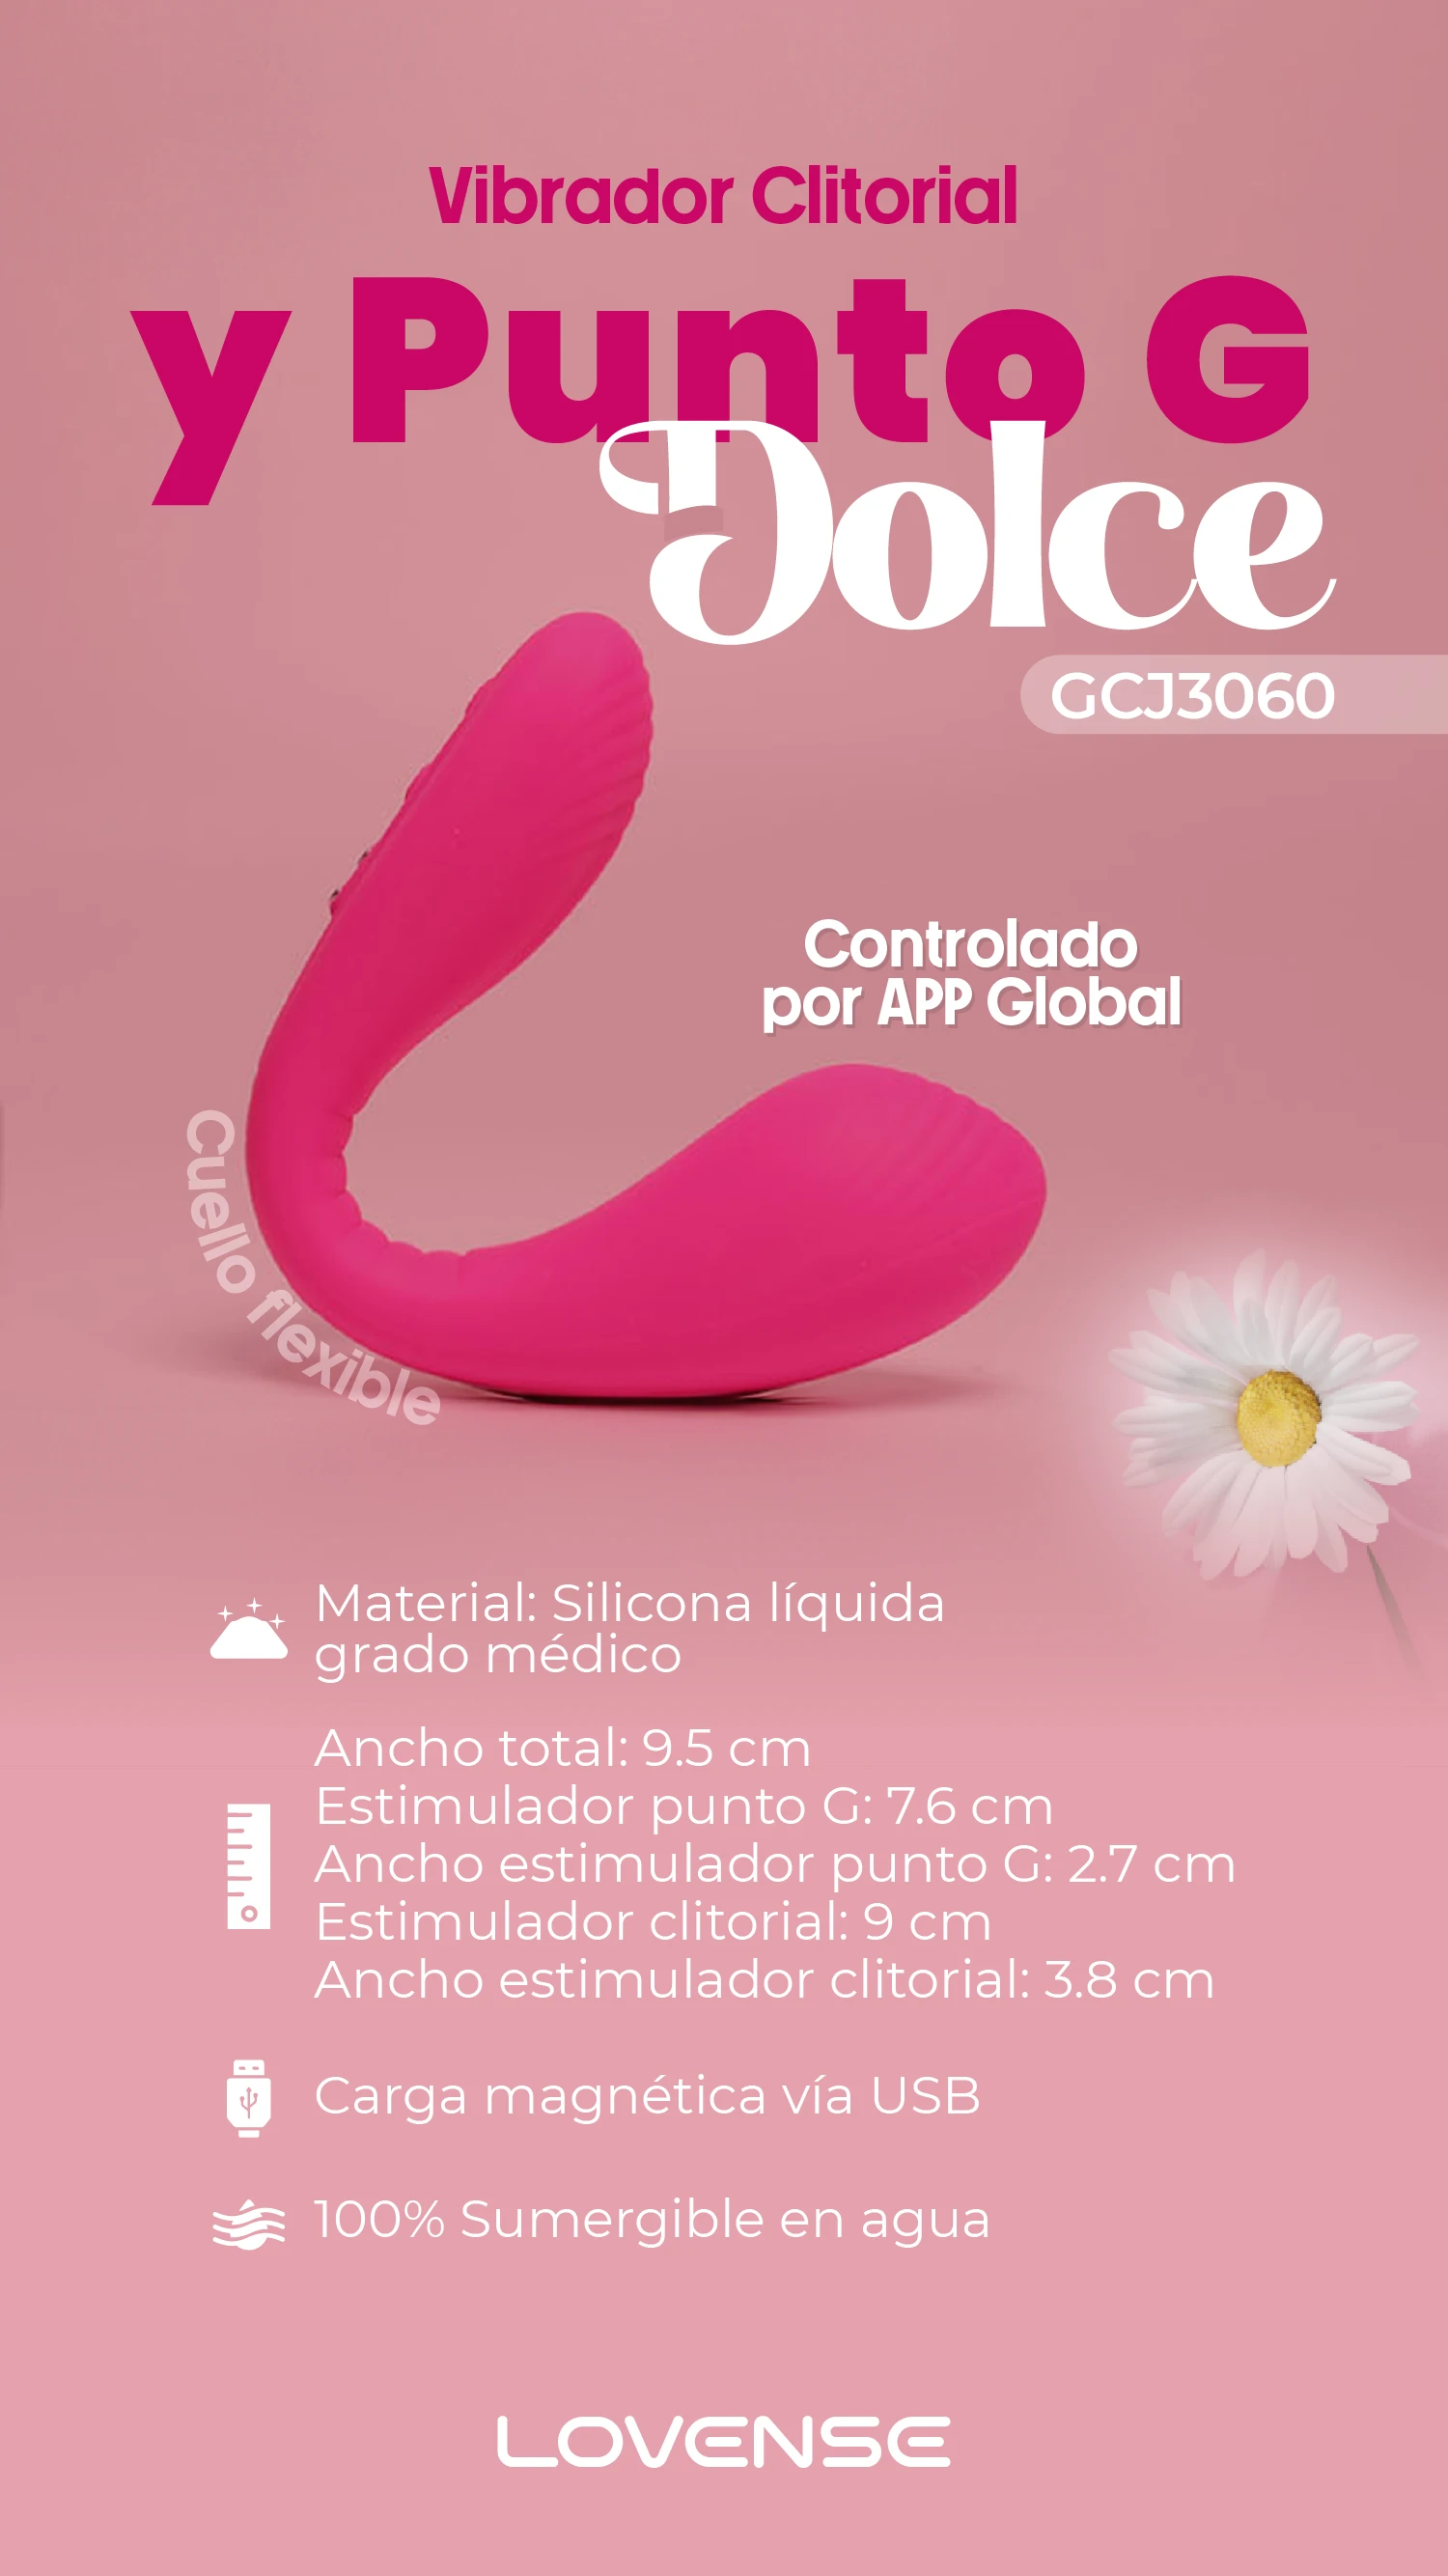 Vibrador Clitorial
y Punto G
Dolce
GCJ3060
Controlado
por APP Global
Cuello flexible
Material: Silicona líquida
grado médico
Ancho total: 9.5 cm
Estimulador punto G: 7.6 cm
Ancho estimulador punto G: 2.7 cm
Estimulador clitorial: 9 cm
Ancho estimulador clitorial: 3.8 cm
Carga magnética vía USB
100% Sumergible en agua
LOVENSE